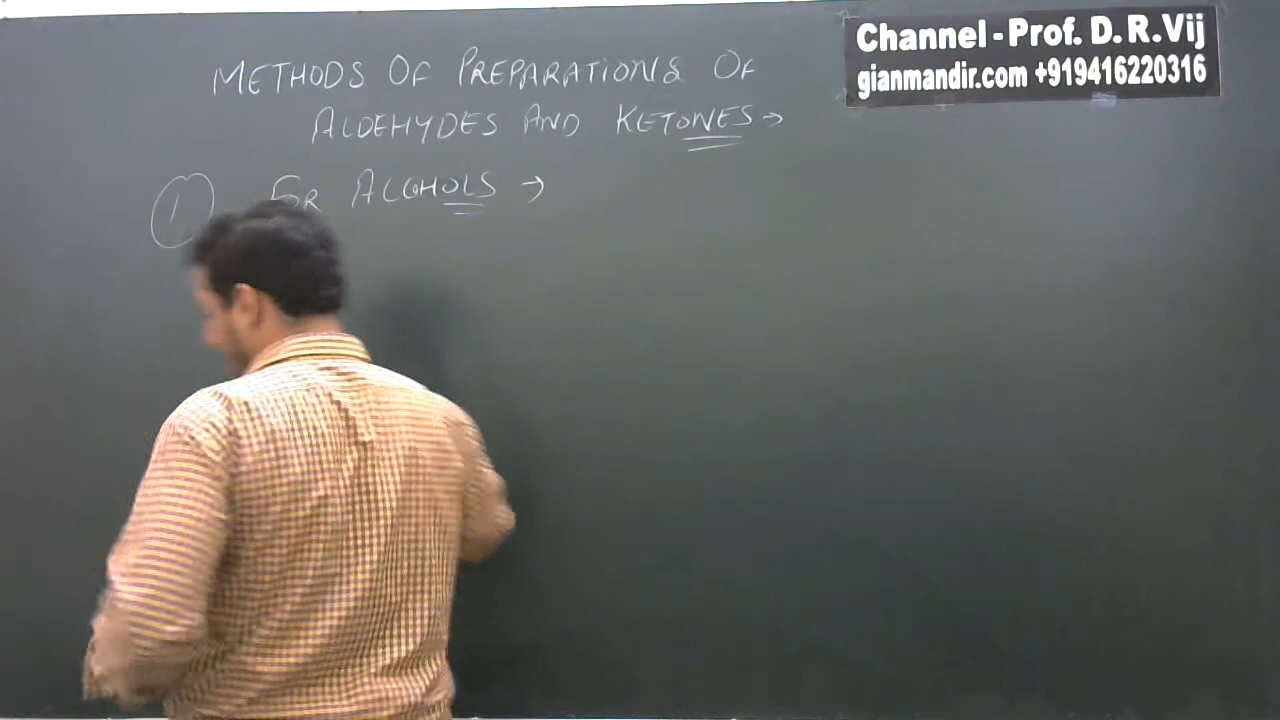 Channel - Prof. D. R. Vij
gianmandir.com +919416220316
METHODS OF PREPARATIONS OF
ALDEHYDES AND KETONES →
1 ALCOHOLS →